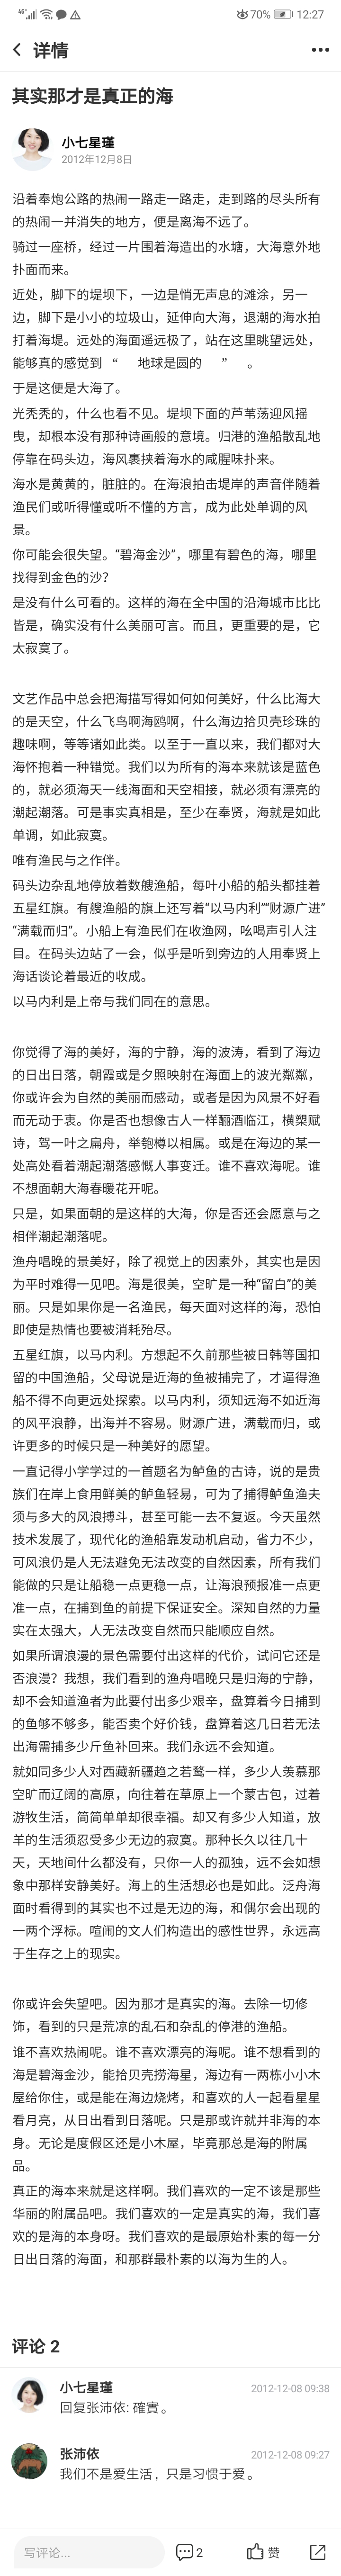 4G 70% 12:27
详情
其实那才是真正的海
小七星瑾
2012年12月8日
沿着奉炮公路的热闹一路走一路走，走到路的尽头所有
的热闹一并消失的地方，便是离海不远了。
骑过一座桥，经过一片围着海造出的水塘，大海意外地
扑面而来。
近处，脚下的堤坝下，一边是悄无声息的滩涂，另一
边，脚下是小小的垃圾山，延伸向大海，退潮的海水拍
打着海堤。远处的海面遥远极了，站在这里眺望远处，
能够真的感觉到 “ 地球是圆的 ” 。
于是这便是大海了。
光秃秃的，什么也看不见。堤坝下面的芦苇荡迎风摇
曳，却根本没有那种诗画般的意境。归港的渔船散乱地
停靠在码头边，海风裹挟着海水的咸腥味扑来。
海水是黄黄的，脏脏的。在海浪拍击堤岸的声音伴随着
渔民们或听得懂或听不懂的方言，成为此处单调的风
景。
你可能会很失望。“碧海金沙”，哪里有碧色的海，哪里
找得到金色的沙？
是没有什么可看的。这样的海在全中国的沿海城市比比
皆是，确实没有什么美丽可言。而且，更重要的是，它
太寂寞了。
文艺作品中总会把海描写得如何如何美好，什么比海大
的是天空，什么飞鸟啊海鸥啊，什么海边拾贝壳珍珠的
趣味啊，等等诸如此类。以至于一直以来，我们都对大
海怀抱着一种错觉。我们以为所有的海本来就该是蓝色
的，就必须海天一线海面和天空相接，就必须有漂亮的
潮起潮落。可是事实真相是，至少在奉贤，海就是如此
单调，如此寂寞。
唯有渔民与之作伴。
码头边杂乱地停放着数艘渔船，每叶小船的船头都挂着
五星红旗。有艘渔船的旗上还写着“以马内利”“财源广进”
“满载而归”。小船上有渔民们在收渔网，吆喝声引人注
目。在码头边站了一会，似乎是听到旁边的人用奉贤上
海话谈论着最近的收成。
以马内利是上帝与我们同在的意思。
你觉得了海的美好，海的宁静，海的波涛，看到了海边
的日出日落，朝霞或是夕照映射在海面上的波光粼粼，
你或许会为自然的美丽而感动，或者是因为风景不好看
而无动于衷。你是否也想像古人一样酾酒临江，横槊赋
诗，驾一叶之扁舟，举匏樽以相属。或是在海边的某一
处高处看着潮起潮落感慨人事变迁。谁不喜欢海呢。谁
不想面朝大海春暖花开呢。
只是，如果面朝的是这样的大海，你是否还会愿意与之
相伴潮起潮落呢。
渔舟唱晚的景美好，除了视觉上的因素外，其实也是因
为平时难得一见吧。海是很美，空旷是一种“留白”的美
丽。只是如果你是一名渔民，每天面对这样的海，恐怕
即使是热情也要被消耗殆尽。
五星红旗，以马内利。方想起不久前那些被日韩等国扣
留的中国渔船，父母说是近海的鱼被捕完了，才逼得渔
船不得不向更远处探索。以马内利，须知远海不如近海
的风平浪静，出海并不容易。财源广进，满载而归，或
许更多的时候只是一种美好的愿望。
一直记得小学学过的一首题名为鲈鱼的古诗，说的是贵
族们在岸上食用鲜美的鲈鱼轻易，可为了捕得鲈鱼渔夫
须与多大的风浪搏斗，甚至可能一去不复返。今天虽然
技术发展了，现代化的渔船靠发动机启动，省力不少，
可风浪仍是人无法避免无法改变的自然因素，所有我们
能做的只是让船稳一点更稳一点，让海浪预报准一点更
准一点，在捕到鱼的前提下保证安全。深知自然的力量
实在太强大，人无法改变自然而只能顺应自然。
如果所谓浪漫的景色需要付出这样的代价，试问它还是
否浪漫？我想，我们看到的渔舟唱晚只是归海的宁静，
却不会知道渔者为此要付出多少艰辛，盘算着今日捕到
的鱼够不够多，能否卖个好价钱，盘算着这几日若无法
出海需捕多少斤鱼补回来。我们永远不会知道。
就如同多少人对西藏新疆趋之若鹜一样，多少人羡慕那
空旷而辽阔的高原，向往着在草原上一个蒙古包，过着
游牧生活，简简单单却很幸福。却又有多少人知道，放
羊的生活须忍受多少无边的寂寞。那种长久以往几十
天，天地间什么都没有，只你一人的孤独，远不会如想
象中那样安静美好。海上的生活想必也是如此。泛舟海
面时看得到的其实也不过是无边的海，和偶尔会出现的
一两个浮标。喧闹的文人们构造出的感性世界，永远高
于生存之上的现实。
你或许会失望吧。因为那才是真实的海。去除一切修
饰，看到的只是荒凉的乱石和杂乱的停港的渔船。
谁不喜欢热闹呢。谁不喜欢漂亮的海呢。谁不想看到的
海是碧海金沙，能拾贝壳捞海星，海边有一两栋小小木
屋给你住，或是能在海边烧烤，和喜欢的人一起看星星
看月亮，从日出看到日落呢。只是那或许就并非海的本
身。无论是度假区还是小木屋，毕竟那总是海的附属
品。
真正的海本来就是这样啊。我们喜欢的一定不该是那些
华丽的附属品吧。我们喜欢的一定是真实的海，我们喜
欢的是海的本身呀。我们喜欢的是最原始朴素的每一分
日出日落的海面，和那群最朴素的以海为生的人。
评论 2
小七星瑾 2012-12-08 09:38
回复张沛依: 確實。
张沛依 2012-12-08 09:27
我们不是爱生活，只是习惯于爱。
写评论... 2 赞